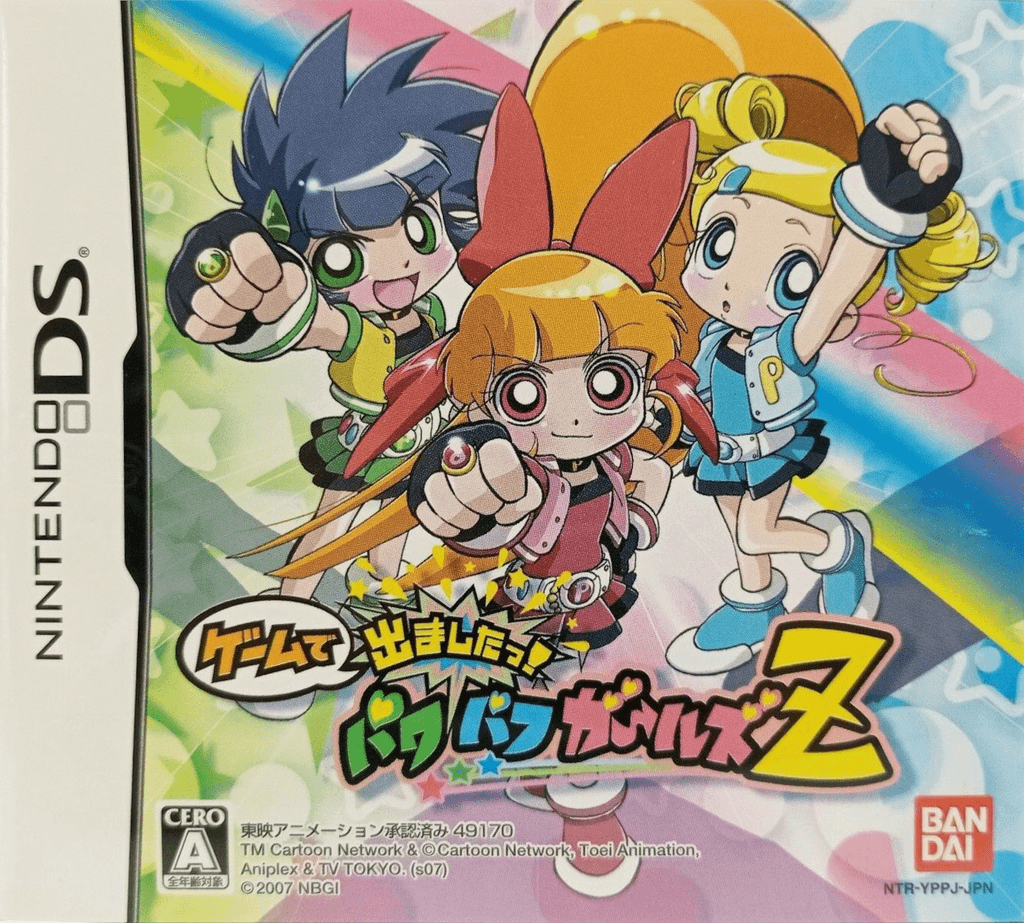 NINTENDO DS®
ゲームで
出ましたっ!
パワパフガールズZ
P
CERO
A
全年齢対象
東映アニメーション承認済み 49170
TM Cartoon Network & ©Cartoon Network, Toei Animation,
Aniplex & TV TOKYO. (s07)
©2007 NBGI
BAN
DAI
NTR-YPPJ-JPN